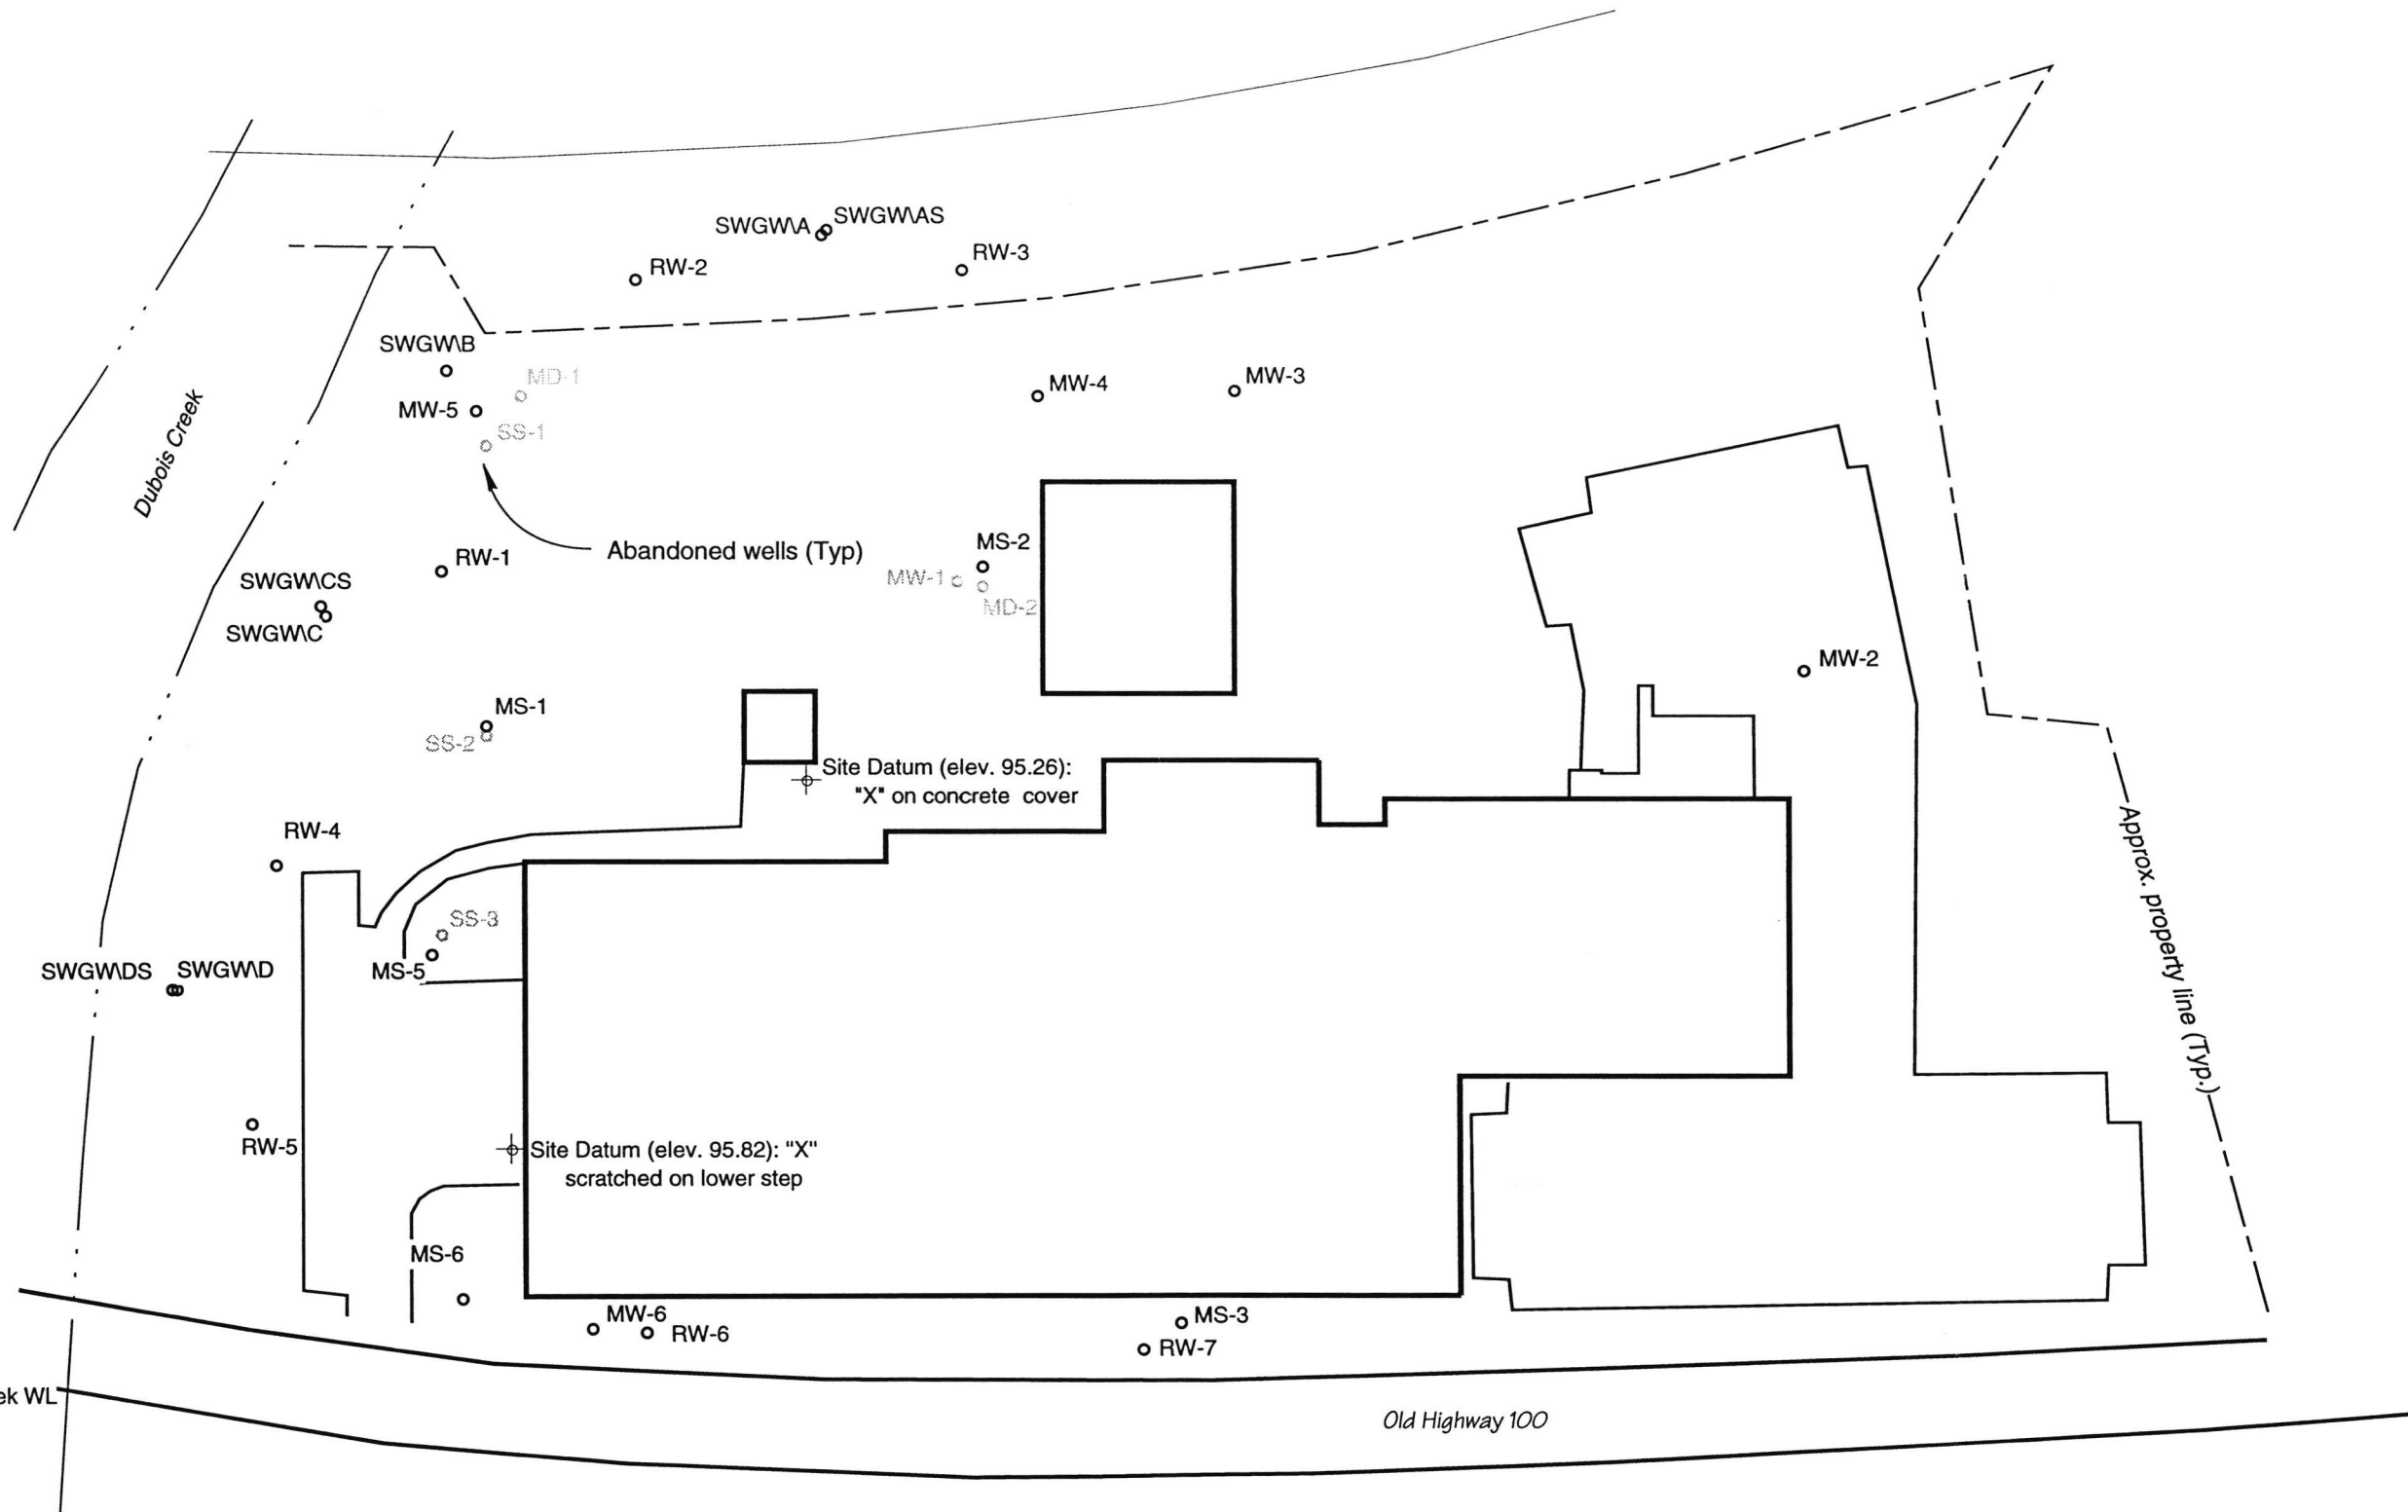 SWGW\A
SWGW\AS
RW-2
RW-3
SWGW\B
MD-1
MW-5
SS-1
MW-4
MW-3
Dubois Creek
Abandoned wells (Typ)
RW-1
MS-2
MW-1
MD-2
SWGW\CS
SWGW\C
MW-2
MS-1
SS-2
Site Datum (elev. 95.26):
"X" on concrete cover
RW-4
Approx. property line (Typ.)
SS-3
MS-5
SWGW\DS
SWGW\D
RW-5
Site Datum (elev. 95.82): "X"
scratched on lower step
MS-6
MW-6
RW-6
MS-3
RW-7
WL
Old Highway 100